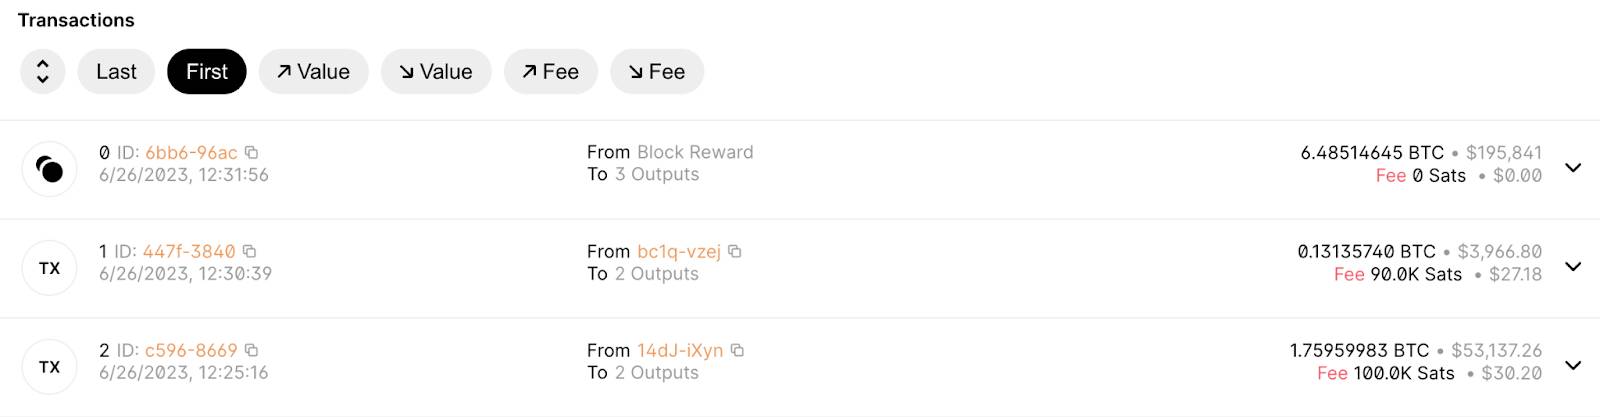 Transactions
Last First ↗ Value ↘ Value ↗ Fee ↘ Fee
0 ID: 6bb6-96ac From Block Reward 6.48514645 BTC • $195,841
6/26/2023, 12:31:56 To 3 Outputs Fee 0 Sats • $0.00
1 ID: 447f-3840 From bc1q-vzej 0.13135740 BTC • $3,966.80
TX 6/26/2023, 12:30:39 To 2 Outputs Fee 90.0K Sats • $27.18
2 ID: c596-8669 From 14dJ-iXyn 1.75959983 BTC • $53,137.26
TX 6/26/2023, 12:25:16 To 2 Outputs Fee 100.0K Sats • $30.20